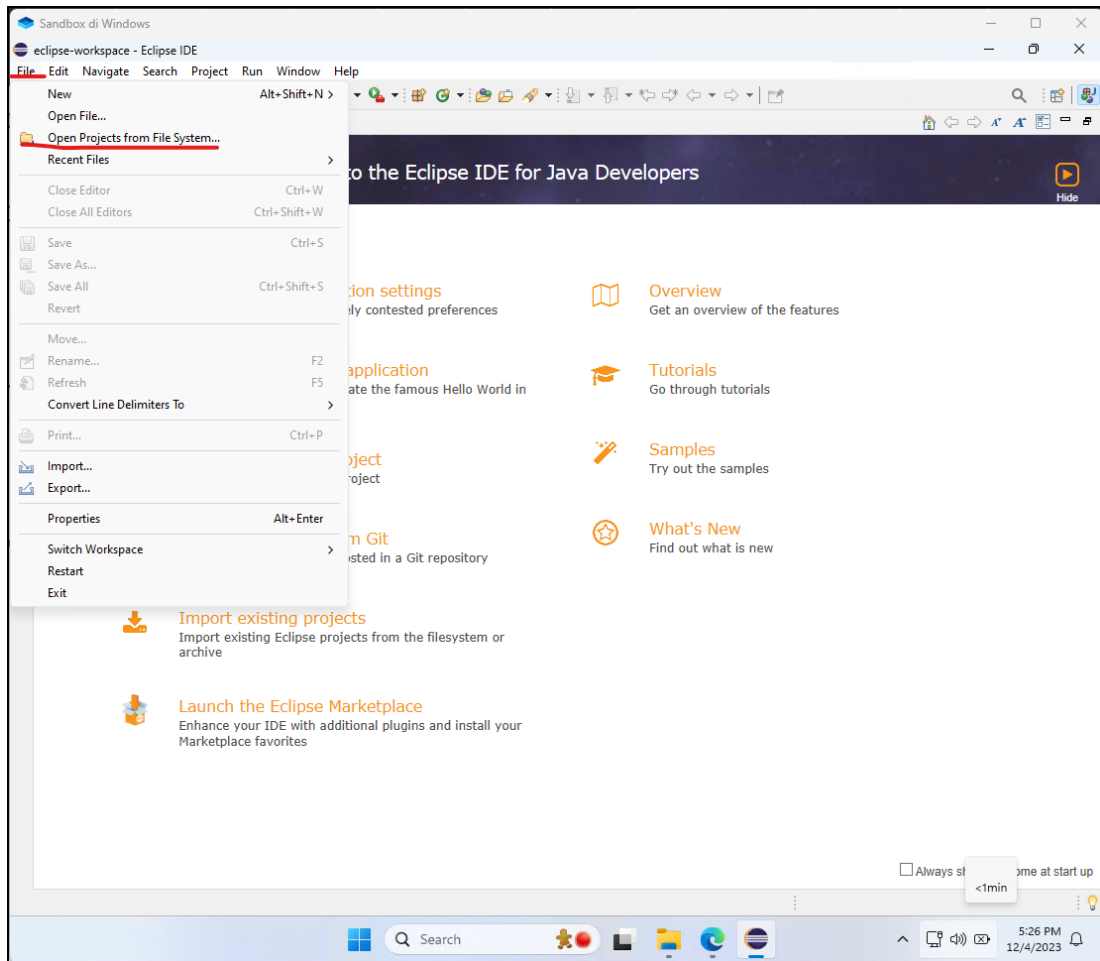 Sandbox di Windows
eclipse-workspace - Eclipse IDE
File Edit Navigate Search Project Run Window Help
New Alt+Shift+N
Open File...
Open Projects from File System...
Recent Files
to the Eclipse IDE for Java Developers
Hide
Close Editor Ctrl+W
Close All Editors Ctrl+Shift+W
Save Ctrl+S
Save As...
Save All Ctrl+Shift+S
Revert
tion settings
ely contested preferences
Overview
Get an overview of the features
Move...
Rename... F2
Refresh F5
Convert Line Delimiters To
application
ate the famous Hello World in
Tutorials
Go through tutorials
Print... Ctrl+P
Import...
Export...
oject
roject
Samples
Try out the samples
Properties Alt+Enter
Switch Workspace
Restart
Exit
m Git
osted in a Git repository
What's New
Find out what is new
Import existing projects
Import existing Eclipse projects from the filesystem or
archive
Launch the Eclipse Marketplace
Enhance your IDE with additional plugins and install your
Marketplace favorites
Always s ome at start up
<1min
Search
5:26 PM
12/4/2023